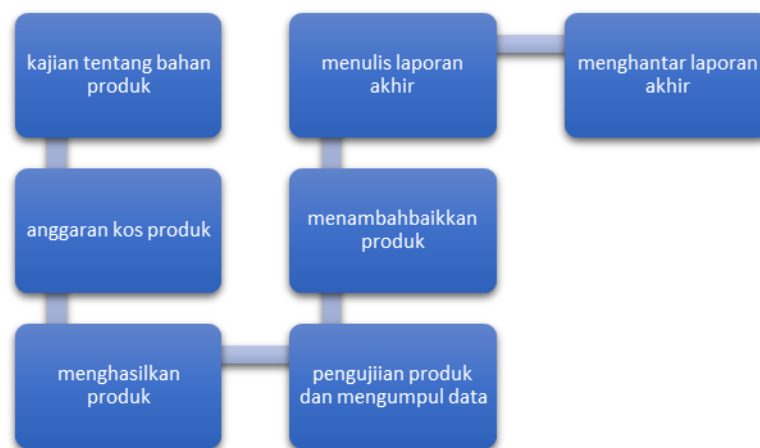 kajian tentang bahan
produk
anggaran kos produk
menghasilkan
produk
pengujiian produk
dan mengumpul data
menambahbaikkan
produk
menulis laporan
akhir
menghantar laporan
akhir